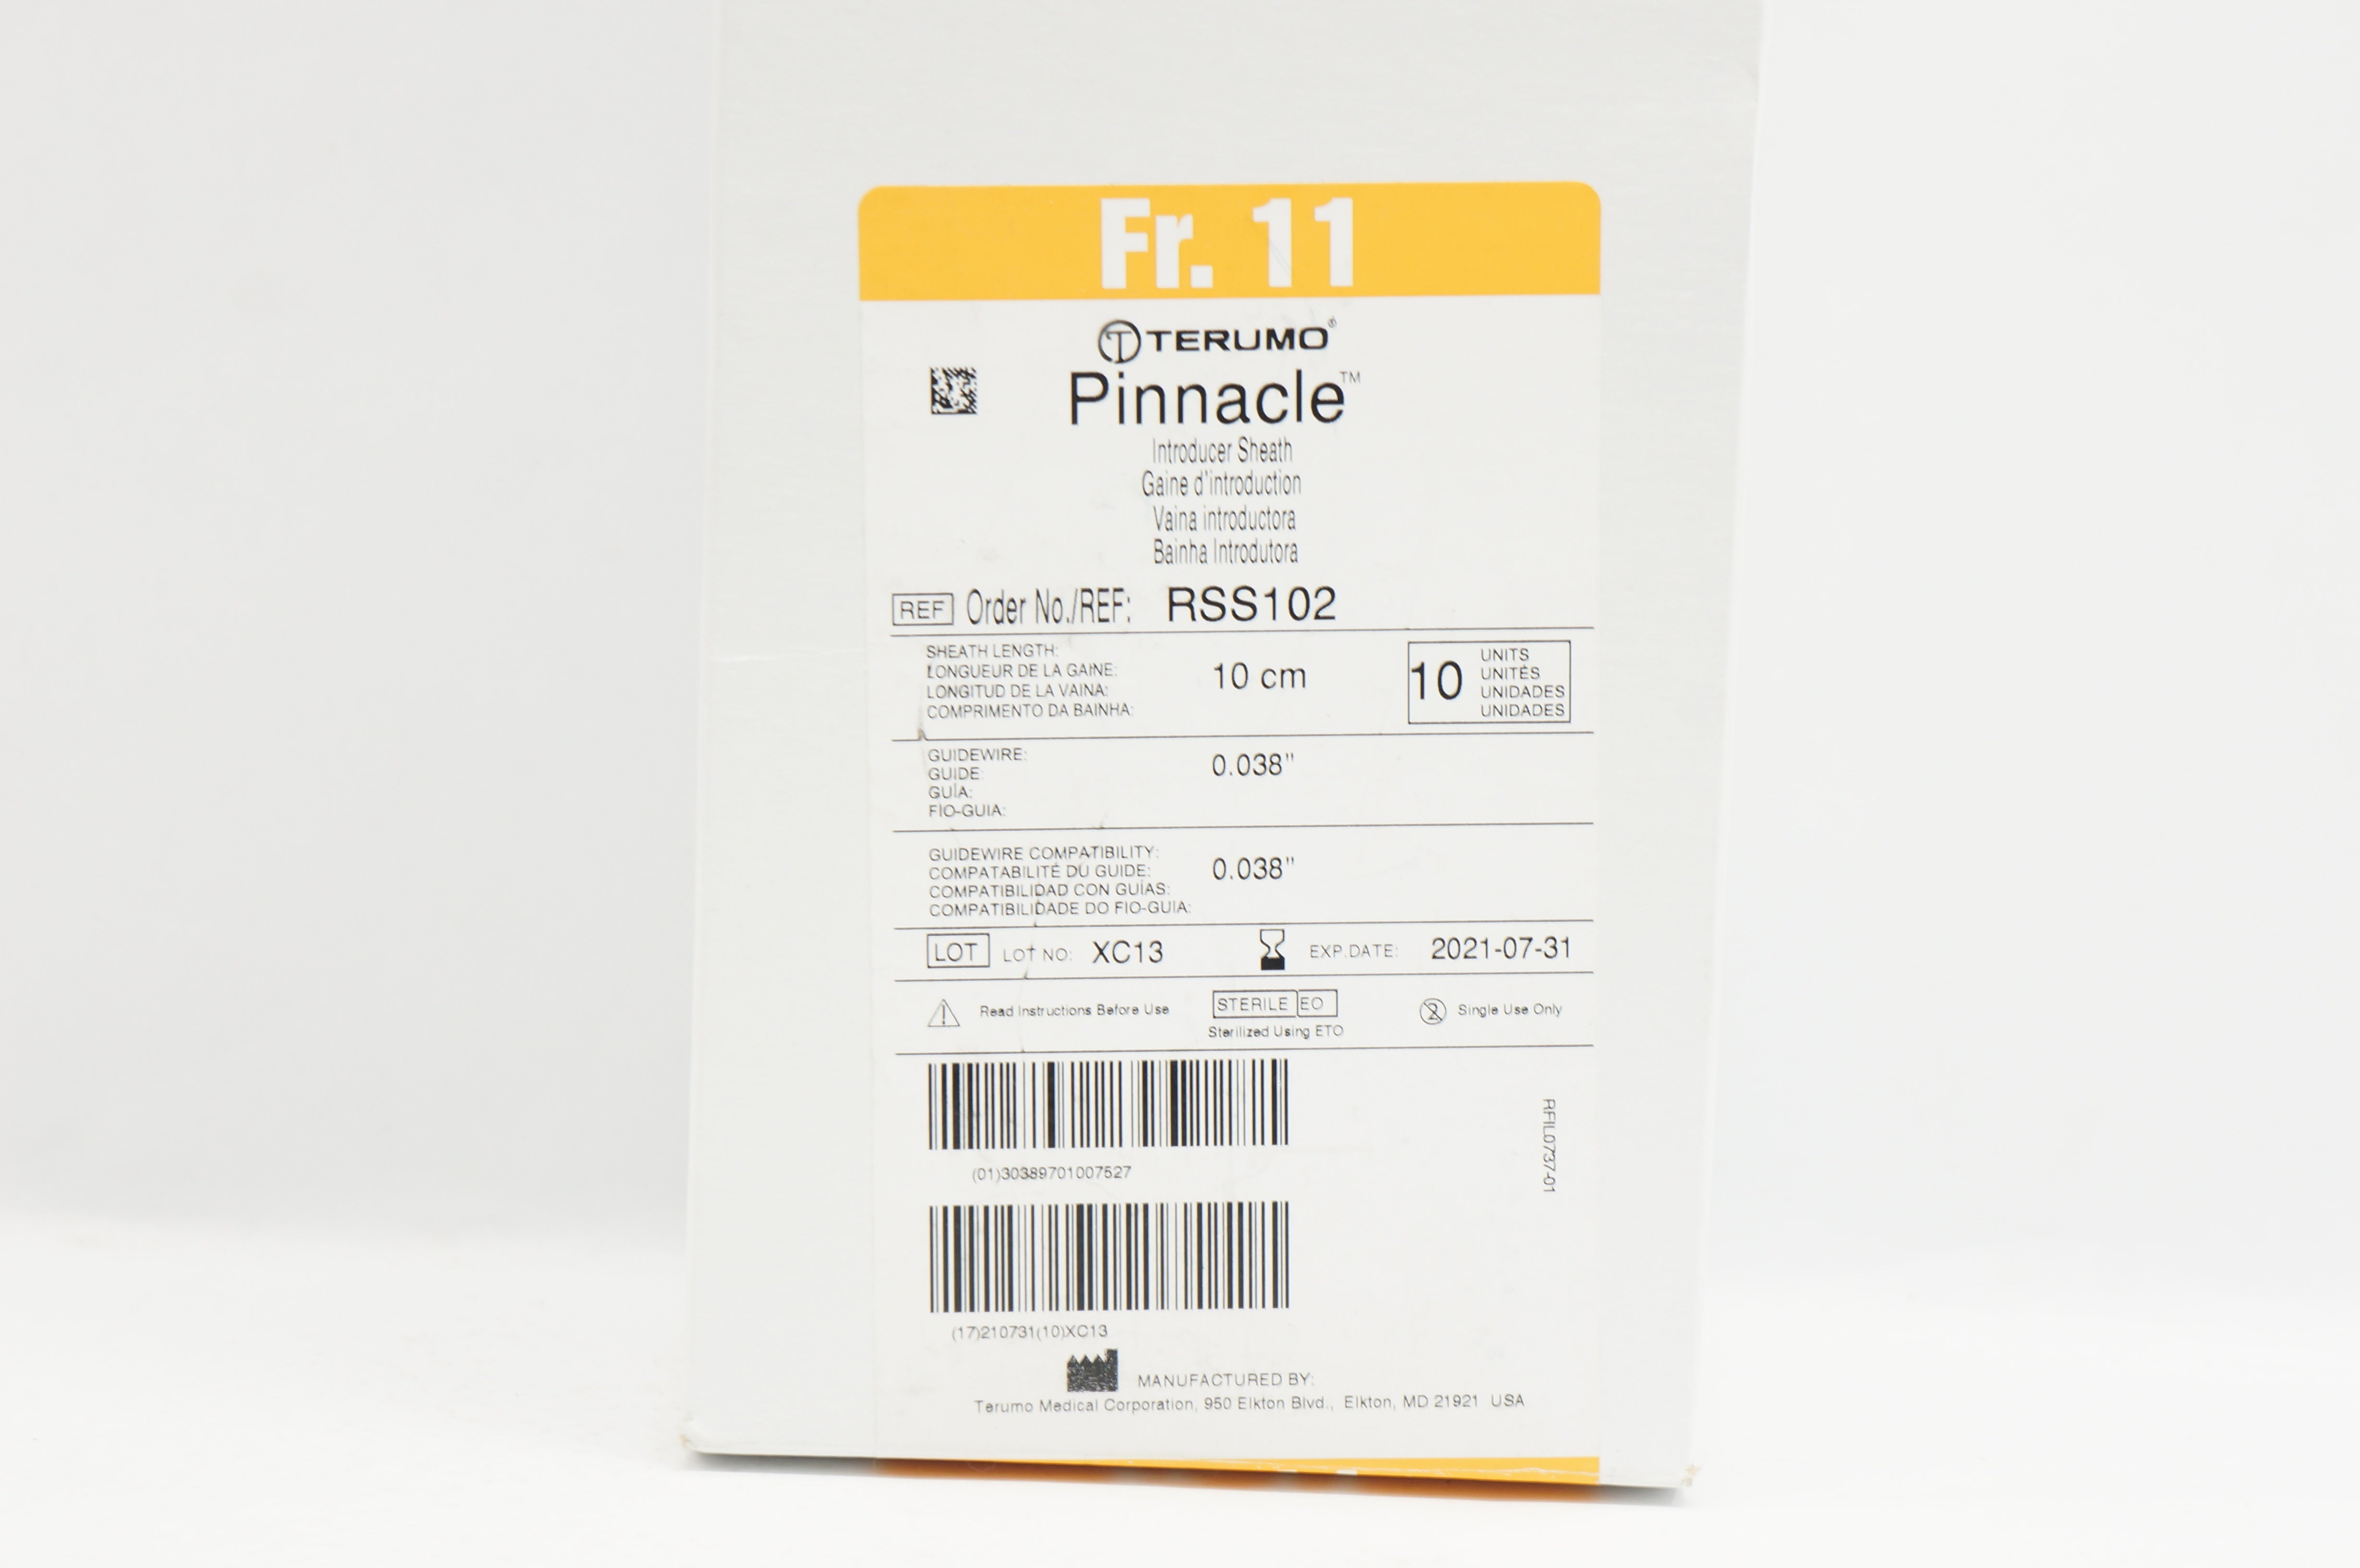 Fr. 11
TERUMO®
Pinnacle™
Introducer Sheath
Gaine d'introduction
Vaina introductora
Bainha Introdutora
REF Order No./REF: RSS102
SHEATH LENGTH:
LONGUEUR DE LA GAINE:
LONGITUD DE LA VAINA:
COMPRIMENTO DA BAINHA:
10 cm
10
UNITS
UNITÉS
UNIDADES
UNIDADES
GUIDEWIRE:
GUIDE:
GUÍA:
FIO-GUIA:
0.038"
GUIDEWIRE COMPATIBILITY:
COMPATABILITÉ DU GUIDE:
COMPATIBILIDAD CON GUÍAS:
COMPATIBILIDADE DO FIO-GUIA:
0.038"
LOT LOT NO: XC13 EXP.DATE: 2021-07-31
Read Instructions Before Use
STERILE EO
Sterilized Using ETO
2 Single Use Only
(01)30389701007527
RFIL0737-01
(17)210731(10)XC13
MANUFACTURED BY:
Terumo Medical Corporation, 950 Elkton Blvd., Elkton, MD 21921 USA